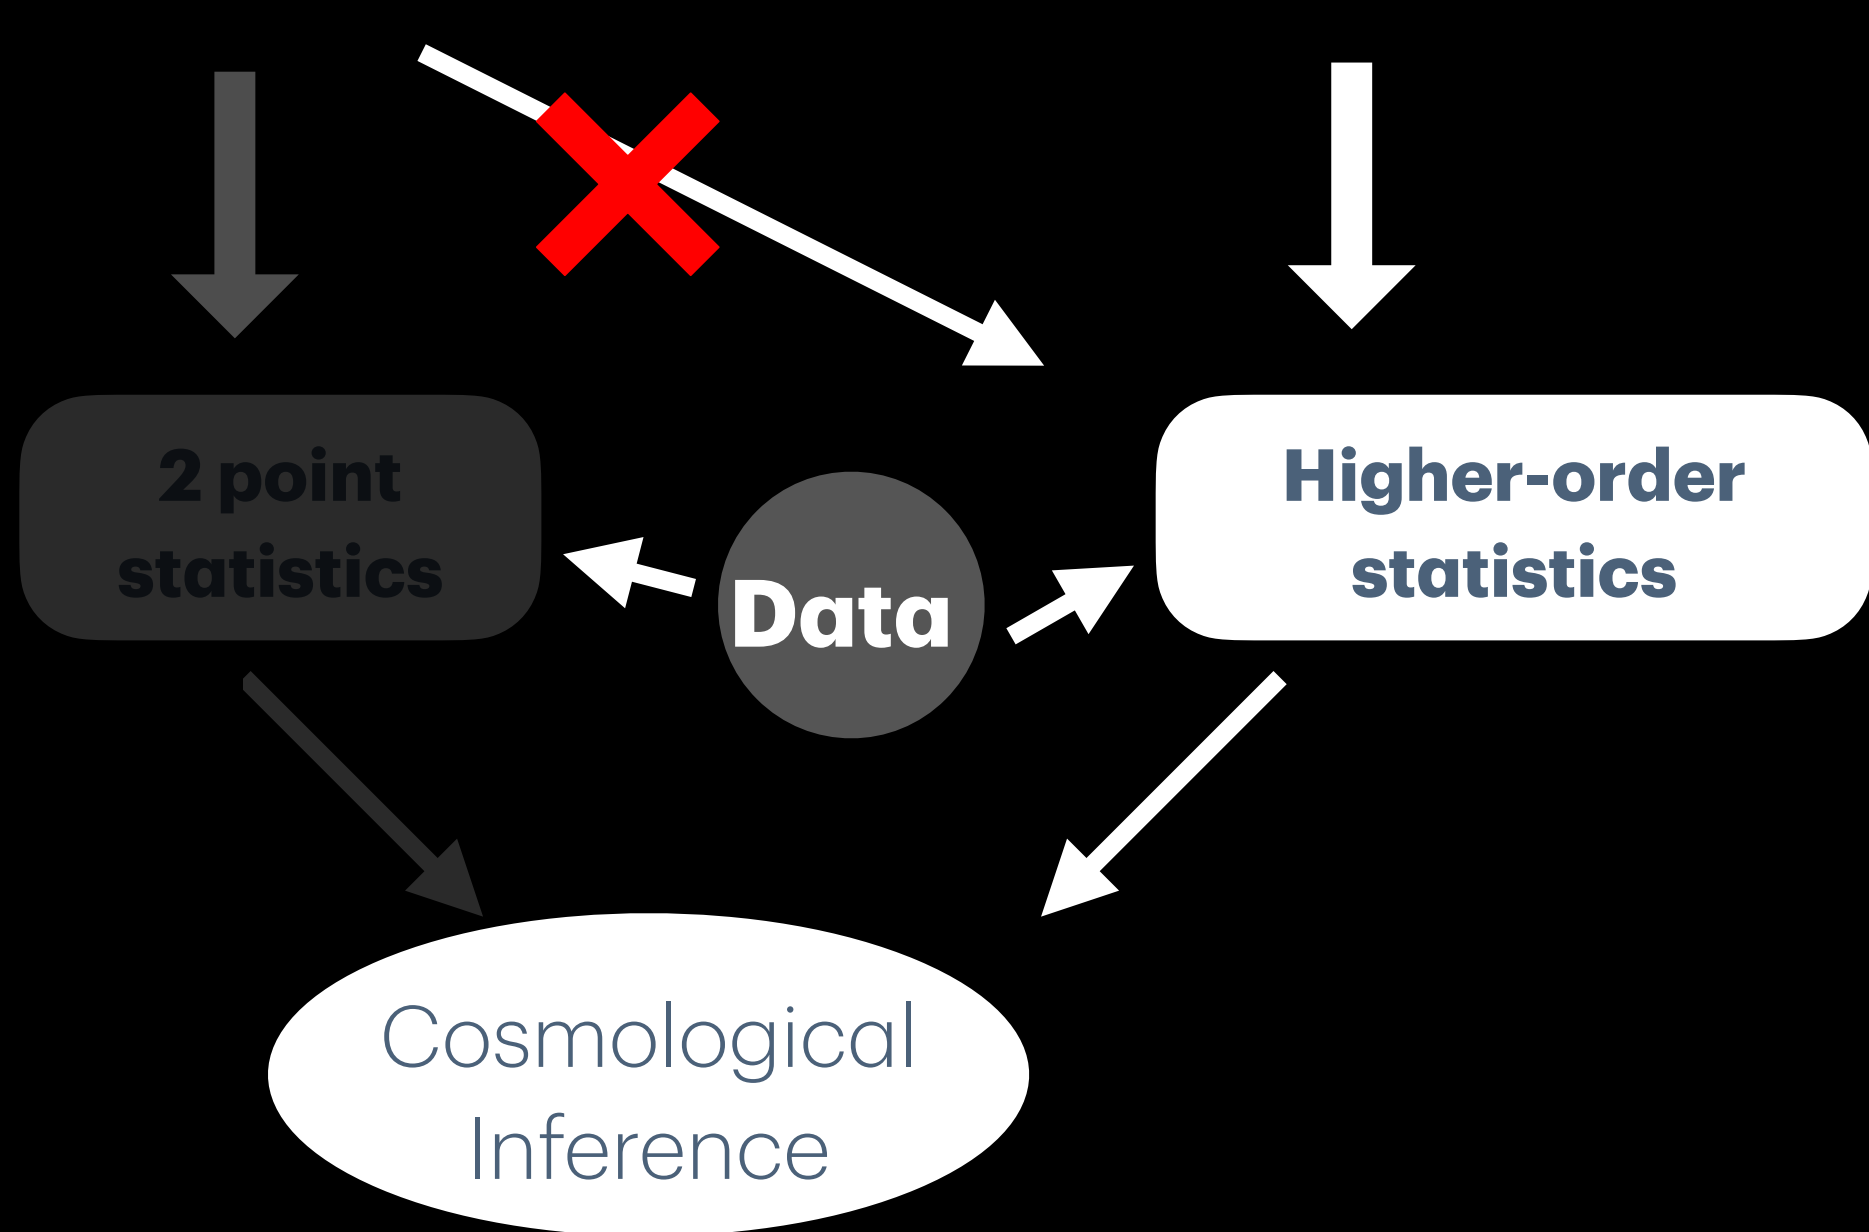 2 point
statistics
Data
Higher-order
statistics
Cosmological
Inference